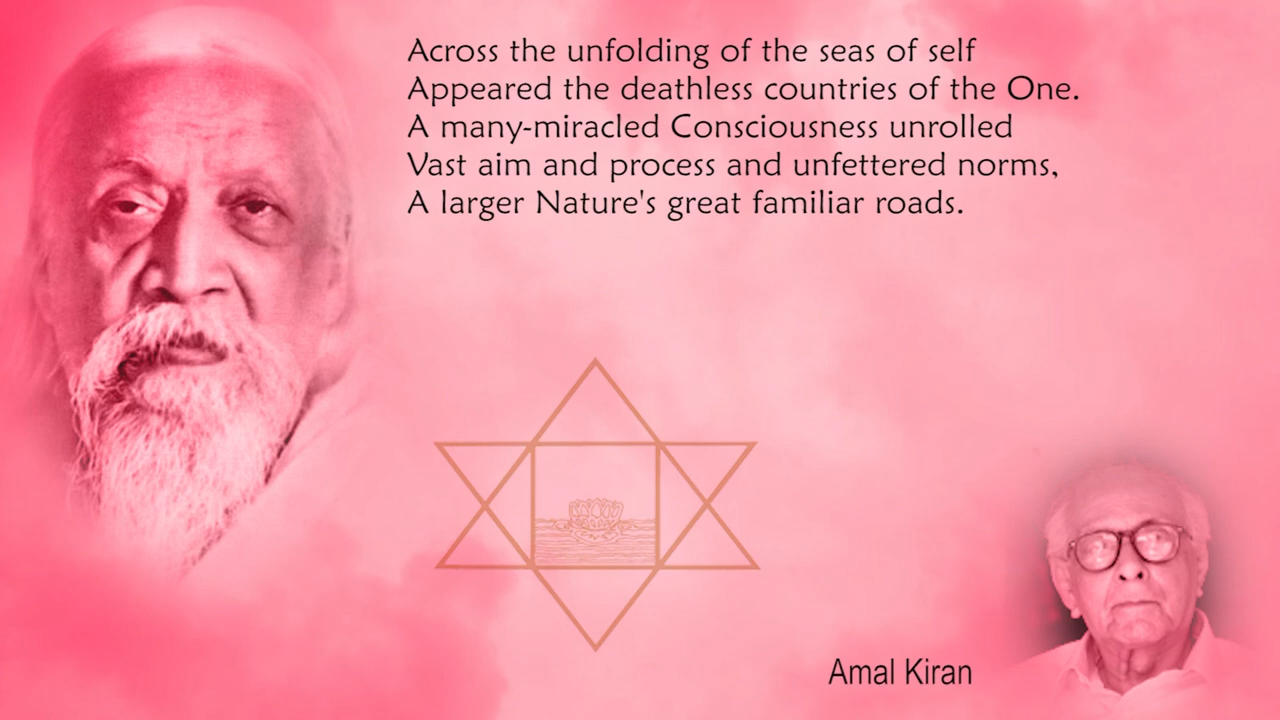 Across the unfolding of the seas of self
Appeared the deathless countries of the One.
A many-miracled Consciousness unrolled
Vast aim and process and unfettered norms,
A larger Nature's great familiar roads.
Amal Kiran